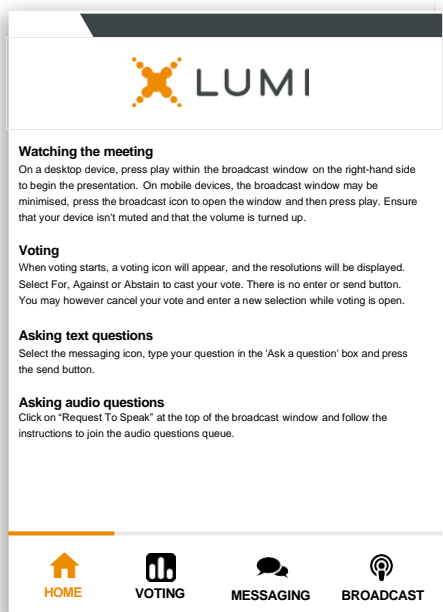 LUMI
Watching the meeting
On a desktop device, press play within the broadcast window on the right-hand side
to begin the presentation. On mobile devices, the broadcast window may be
minimised, press the broadcast icon to open the window and then press play. Ensure
that your device isn't muted and that the volume is turned up.
Voting
When voting starts, a voting icon will appear, and the resolutions will be displayed.
Select For, Against or Abstain to cast your vote. There is no enter or send button.
You may however cancel your vote and enter a new selection while voting is open.
Asking text questions
Select the messaging icon, type your question in the 'Ask a question' box and press
the send button.
Asking audio questions
Click on “Request To Speak” at the top of the broadcast window and follow the
instructions to join the audio questions queue.
HOME VOTING MESSAGING BROADCAST